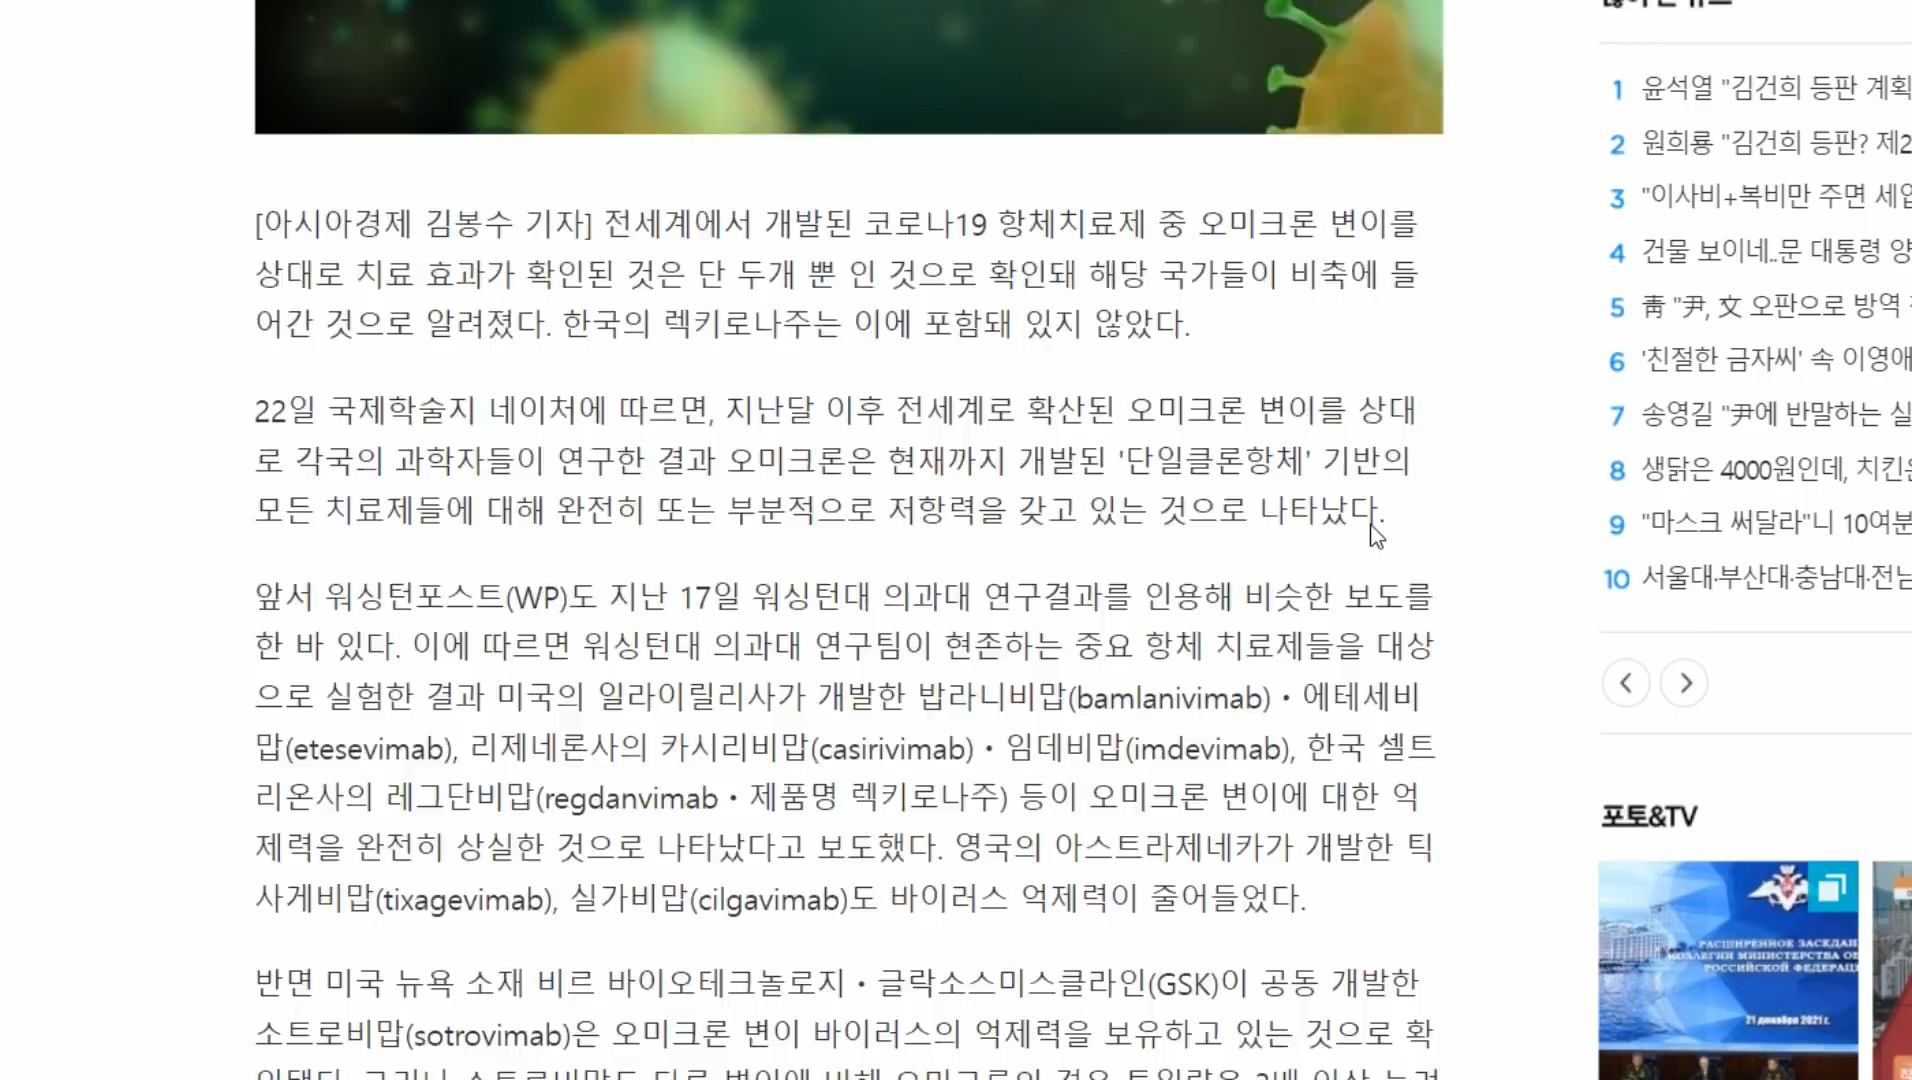 [아시아경제 김봉수 기자] 전세계에서 개발된 코로나19 항체치료제 중 오미크론 변이를
상대로 치료 효과가 확인된 것은 단 두개 뿐 인 것으로 확인돼 해당 국가들이 비축에 들
어간 것으로 알려졌다. 한국의 렉키로나주는 이에 포함돼 있지 않았다.
22일 국제학술지 네이처에 따르면, 지난달 이후 전세계로 확산된 오미크론 변이를 상대
로 각국의 과학자들이 연구한 결과 오미크론은 현재까지 개발된 '단일클론항체' 기반의
모든 치료제들에 대해 완전히 또는 부분적으로 저항력을 갖고 있는 것으로 나타났다.
앞서 워싱턴포스트(WP)도 지난 17일 워싱턴대 의과대 연구결과를 인용해 비슷한 보도를
한 바 있다. 이에 따르면 워싱턴대 의과대 연구팀이 현존하는 중요 항체 치료제들을 대상
으로 실험한 결과 미국의 일라이릴리사가 개발한 밥라니비맙(bamlanivimab)·에테세비
맙(etesevimab), 리제네론사의 카시리비맙(casirivimab)·임데비맙(imdevimab), 한국 셀트
리온사의 레그단비맙(regdanvimab·제품명 렉키로나주) 등이 오미크론 변이에 대한 억
제력을 완전히 상실한 것으로 나타났다고 보도했다. 영국의 아스트라제네카가 개발한 틱
사게비맙(tixagevimab), 실가비맙(cilgavimab)도 바이러스 억제력이 줄어들었다.
반면 미국 뉴욕 소재 비르 바이오테크놀로지·글락소스미스클라인(GSK)이 공동 개발한
소트로비맙(sotrovimab)은 오미크론 변이 바이러스의 억제력을 보유하고 있는 것으로 확
1 윤석열 "김건희 등판 계획
2 원희룡 "김건희 등판? 제2
3 "이사비+복비만 주면 세입
4 건물 보이네..문 대통령 양
5 靑 "尹, 文 오판으로 방역
6 '친절한 금자씨' 속 이영애
7 송영길 "尹에 반말하는 실
8 생닭은 4000원인데, 치킨은
9 "마스크 써달라"니 10여분
10 서울대·부산대·충남대·전남
포토&TV
РАСШИРЕННОЕ ЗАСЕДАН
КОЛЛЕГИИ МИНИСТЕРСТВА ОБ
РОССИЙСКОЙ ФЕДЕРАЦ
21 декабря 2021 г.